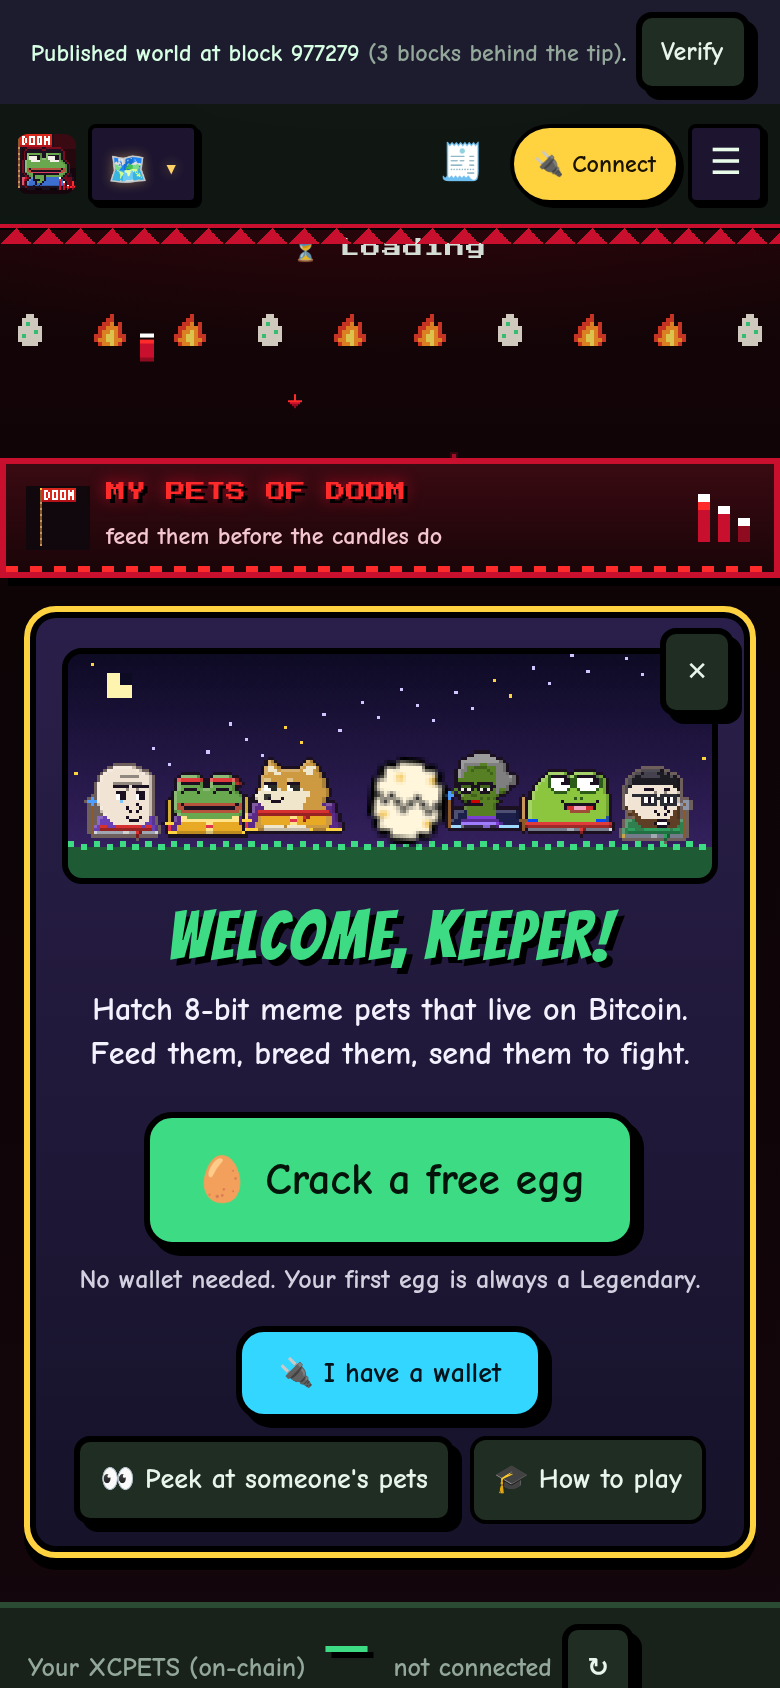 Published world at block 977279 (3 blocks behind the tip).
Verify
DOOM
Connect
Loading
DOOM
MY PETS OF DOOM
feed them before the candles do
×
WELCOME, KEEPER!
Hatch 8-bit meme pets that live on Bitcoin.
Feed them, breed them, send them to fight.
Crack a free egg
No wallet needed. Your first egg is always a Legendary.
I have a wallet
Peek at someone's pets
How to play
Your XCPETS (on-chain) — not connected ↻